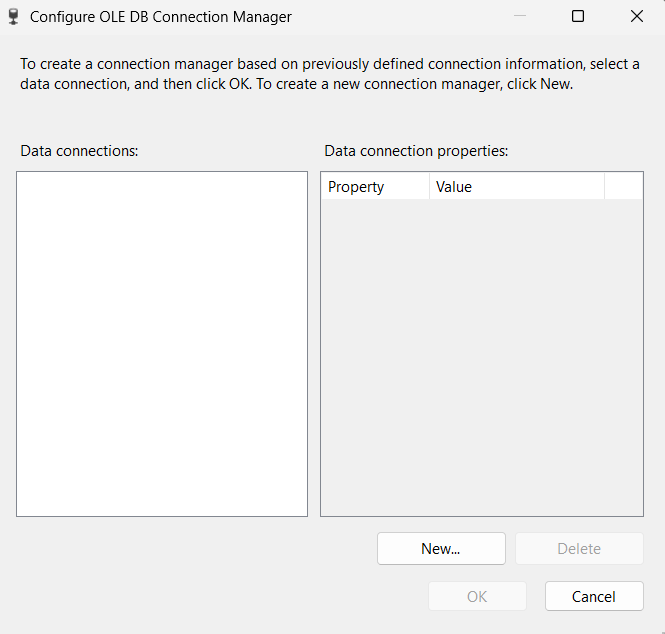 Configure OLE DB Connection Manager
To create a connection manager based on previously defined connection information, select a
data connection, and then click OK. To create a new connection manager, click New.
Data connections:
Data connection properties:
Property Value
New... Delete
OK Cancel